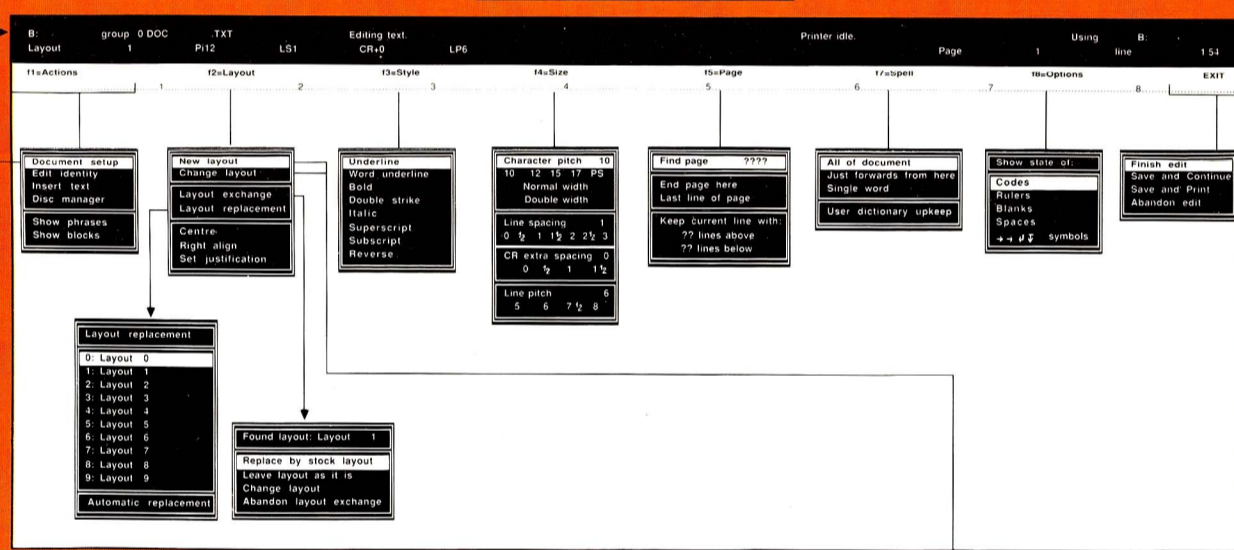 B: group 0 DOC .TXT Editing text. Printer idle. Using B:
Layout 1 Pi12 LS1 CR+0 LP6 Page 1 line 1 54
f1=Actions f2=Layout f3=Style f4=Size f5=Page f7=Spell f8=Options EXIT
1 2 3 4 5 6 7 8
Document setup
Edit identity
Insert text
Disc manager
Show phrases
Show blocks
New layout
Change layout
Layout exchange
Layout replacement
Centre
Right align
Set justification
Underline
Word underline
Bold
Double strike
Italic
Superscript
Subscript
Reverse
Character pitch 10
10 12 15 17 PS
Normal width
Double width
Line spacing 1
0 ½ 1 1½ 2 2½ 3
CR extra spacing 0
0 ½ 1 1½
Line pitch 6
5 6 7½ 8
Find page ????
End page here
Last line of page
Keep current line with:
?? lines above
?? lines below
All of document
Just forwards from here
Single word
User dictionary upkeep
Show state of:
Codes
Rulers
Blanks
Spaces
symbols
Finish edit
Save and Continue
Save and Print
Abandon edit
Layout replacement
0: Layout 0
1: Layout 1
2: Layout 2
3: Layout 3
4: Layout 4
5: Layout 5
6: Layout 6
7: Layout 7
8: Layout 8
9: Layout 9
Automatic replacement
Found layout: Layout 1
Replace by stock layout
Leave layout as it is
Change layout
Abandon layout exchange